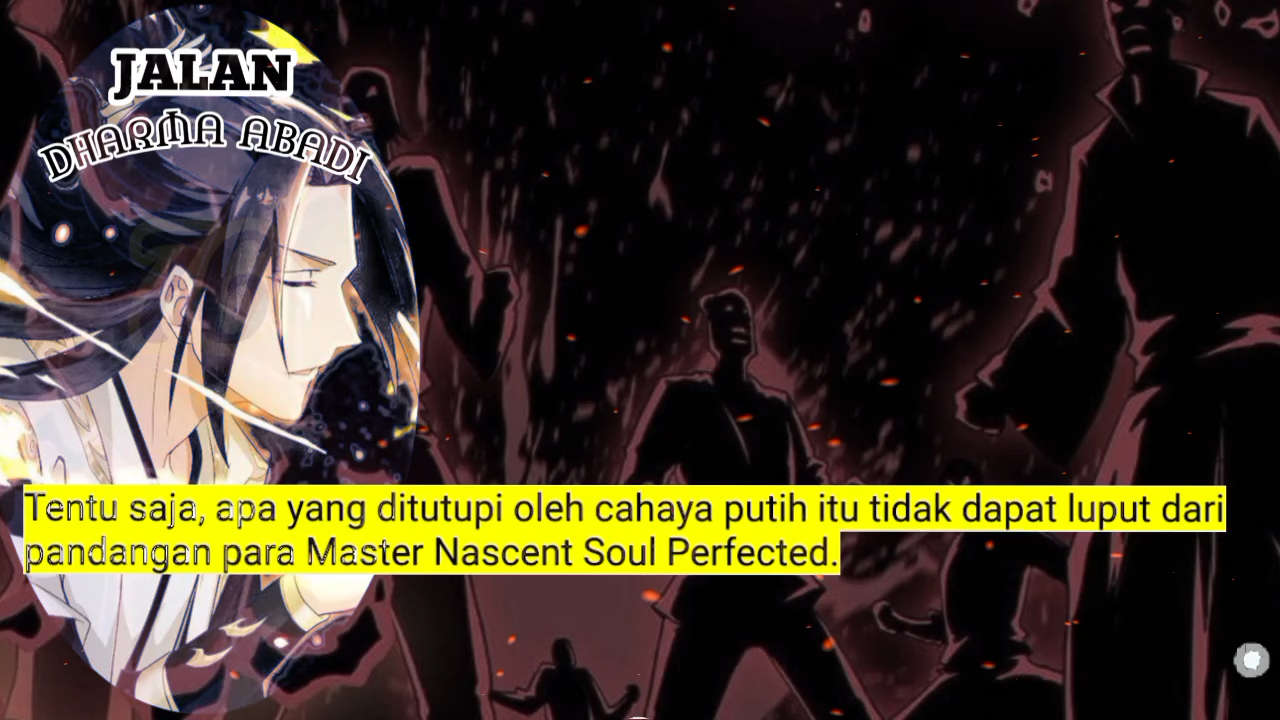 JALAN
DHARMA ABADI
Tentu saja, apa yang ditutupi oleh cahaya putih itu tidak dapat luput dari
pandangan para Master Nascent Soul Perfected.